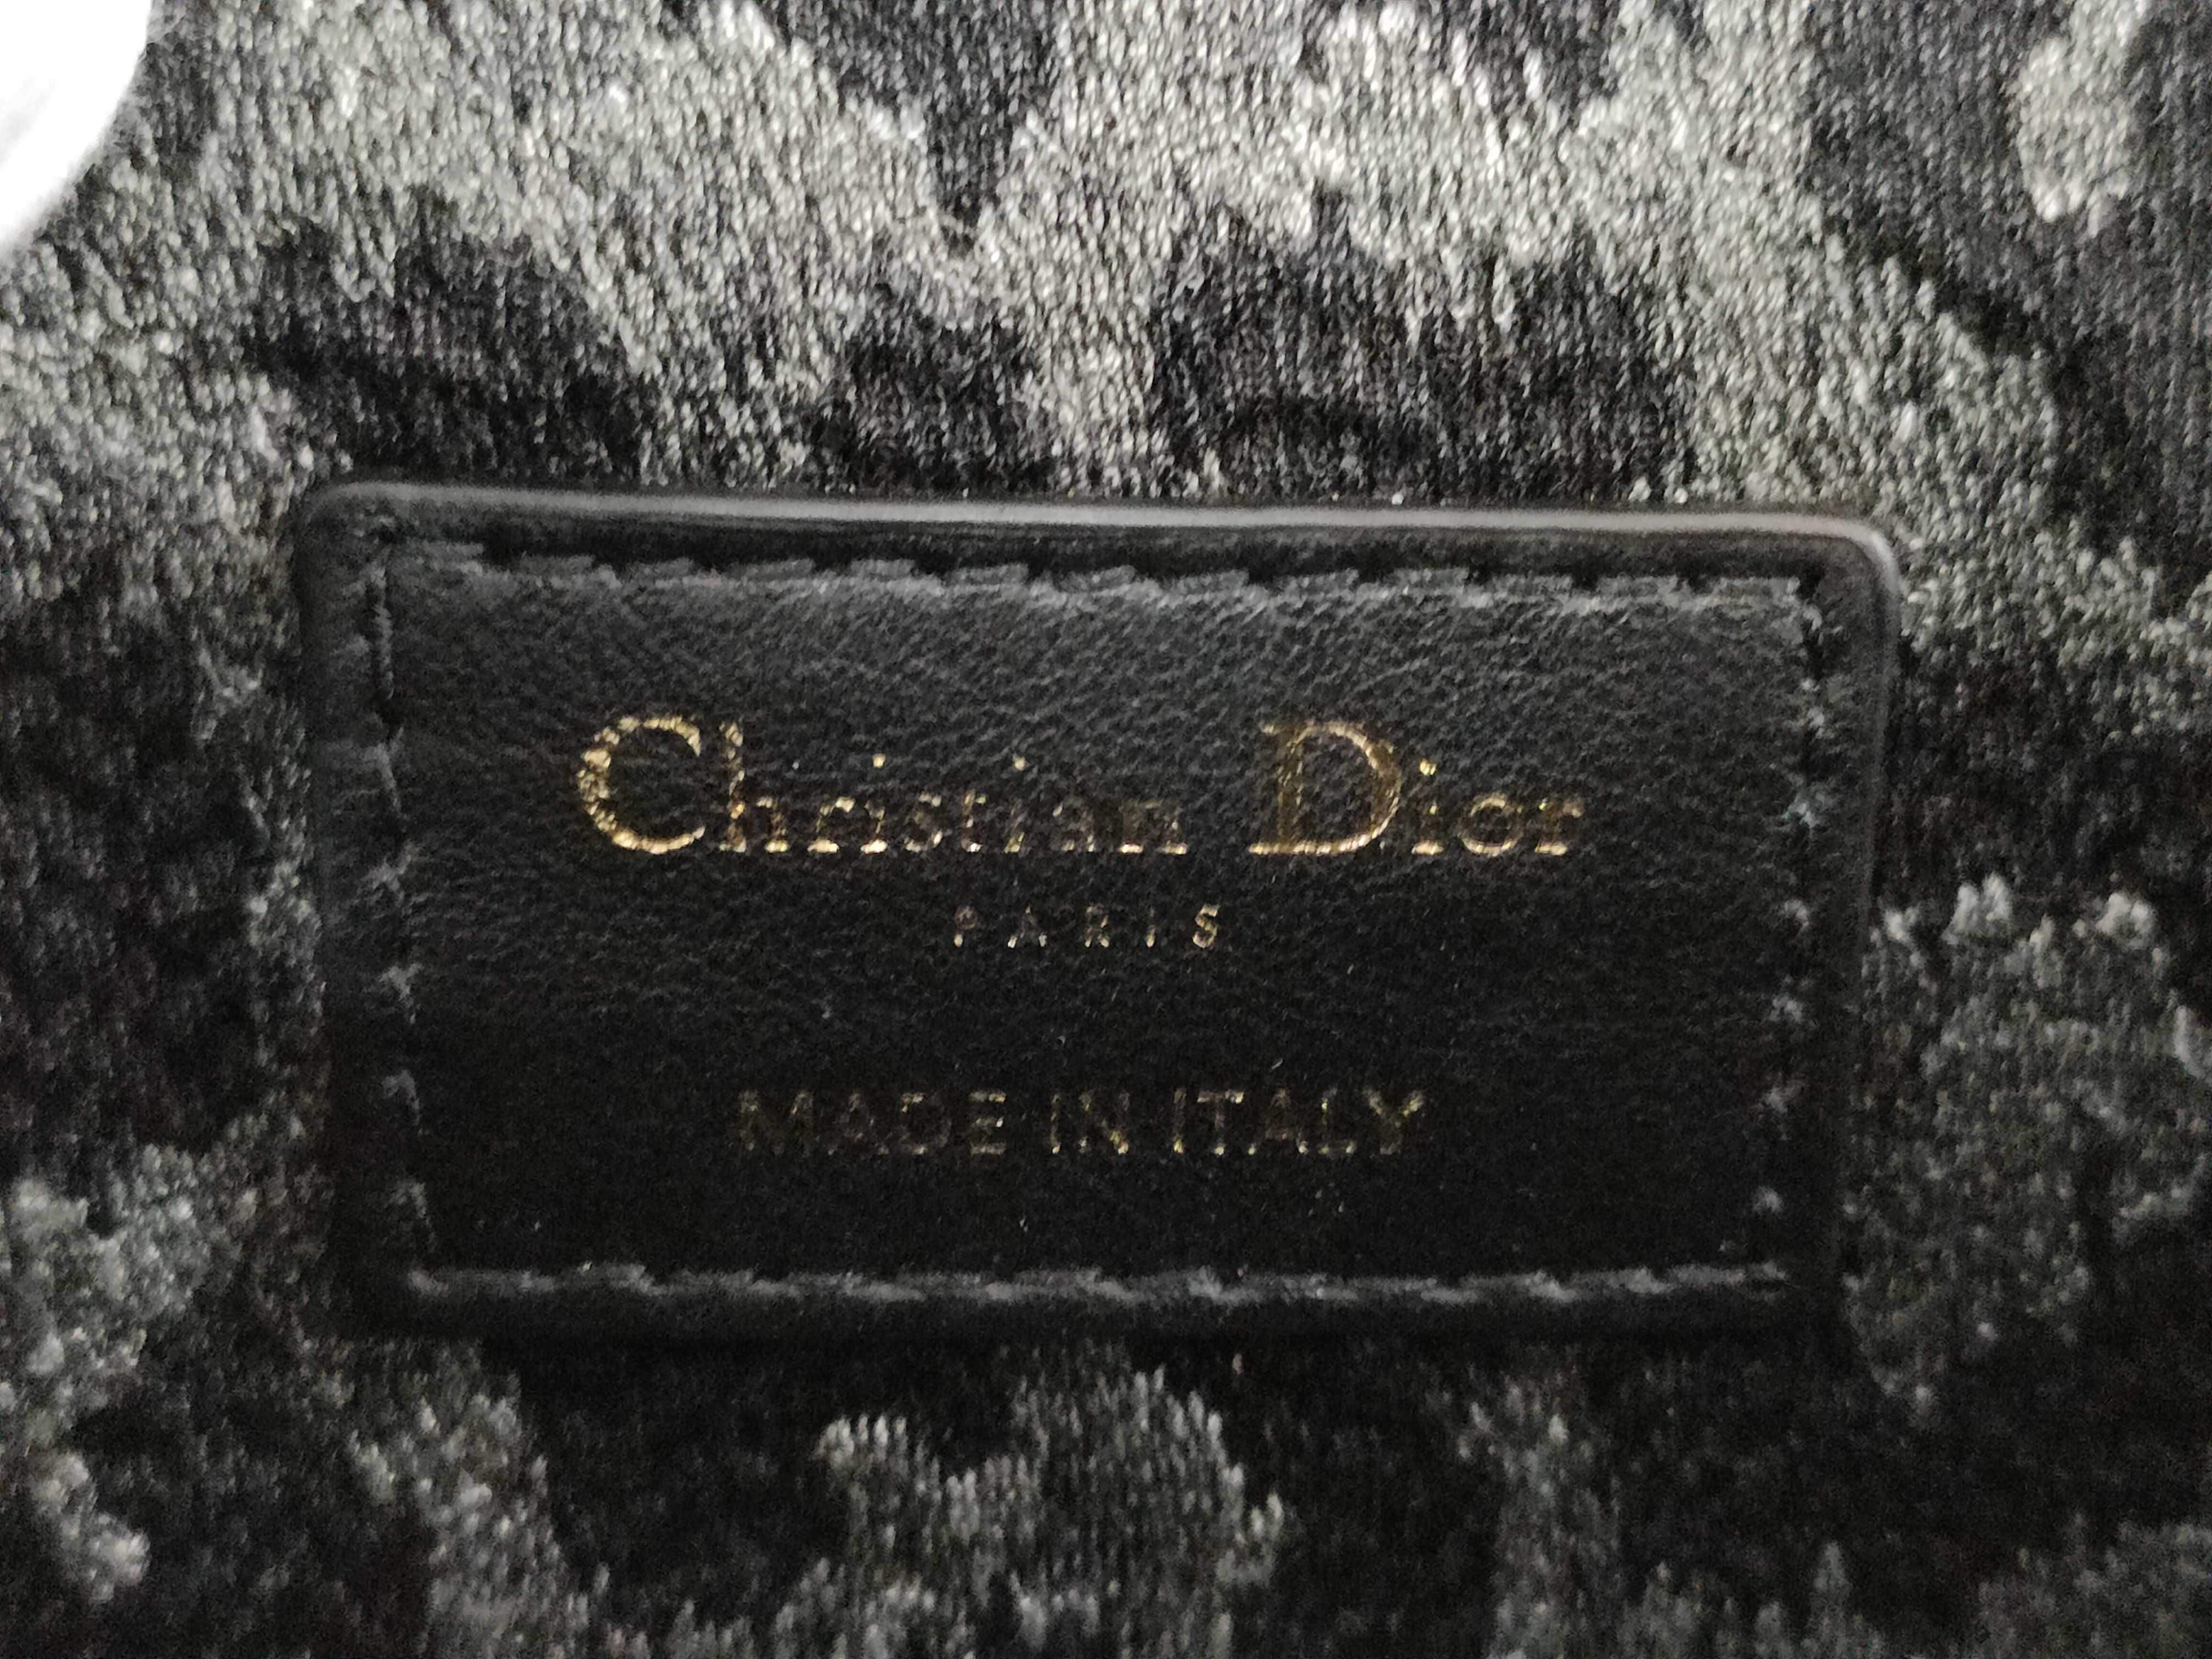 Christian Dior
PARIS
MADE IN ITALY